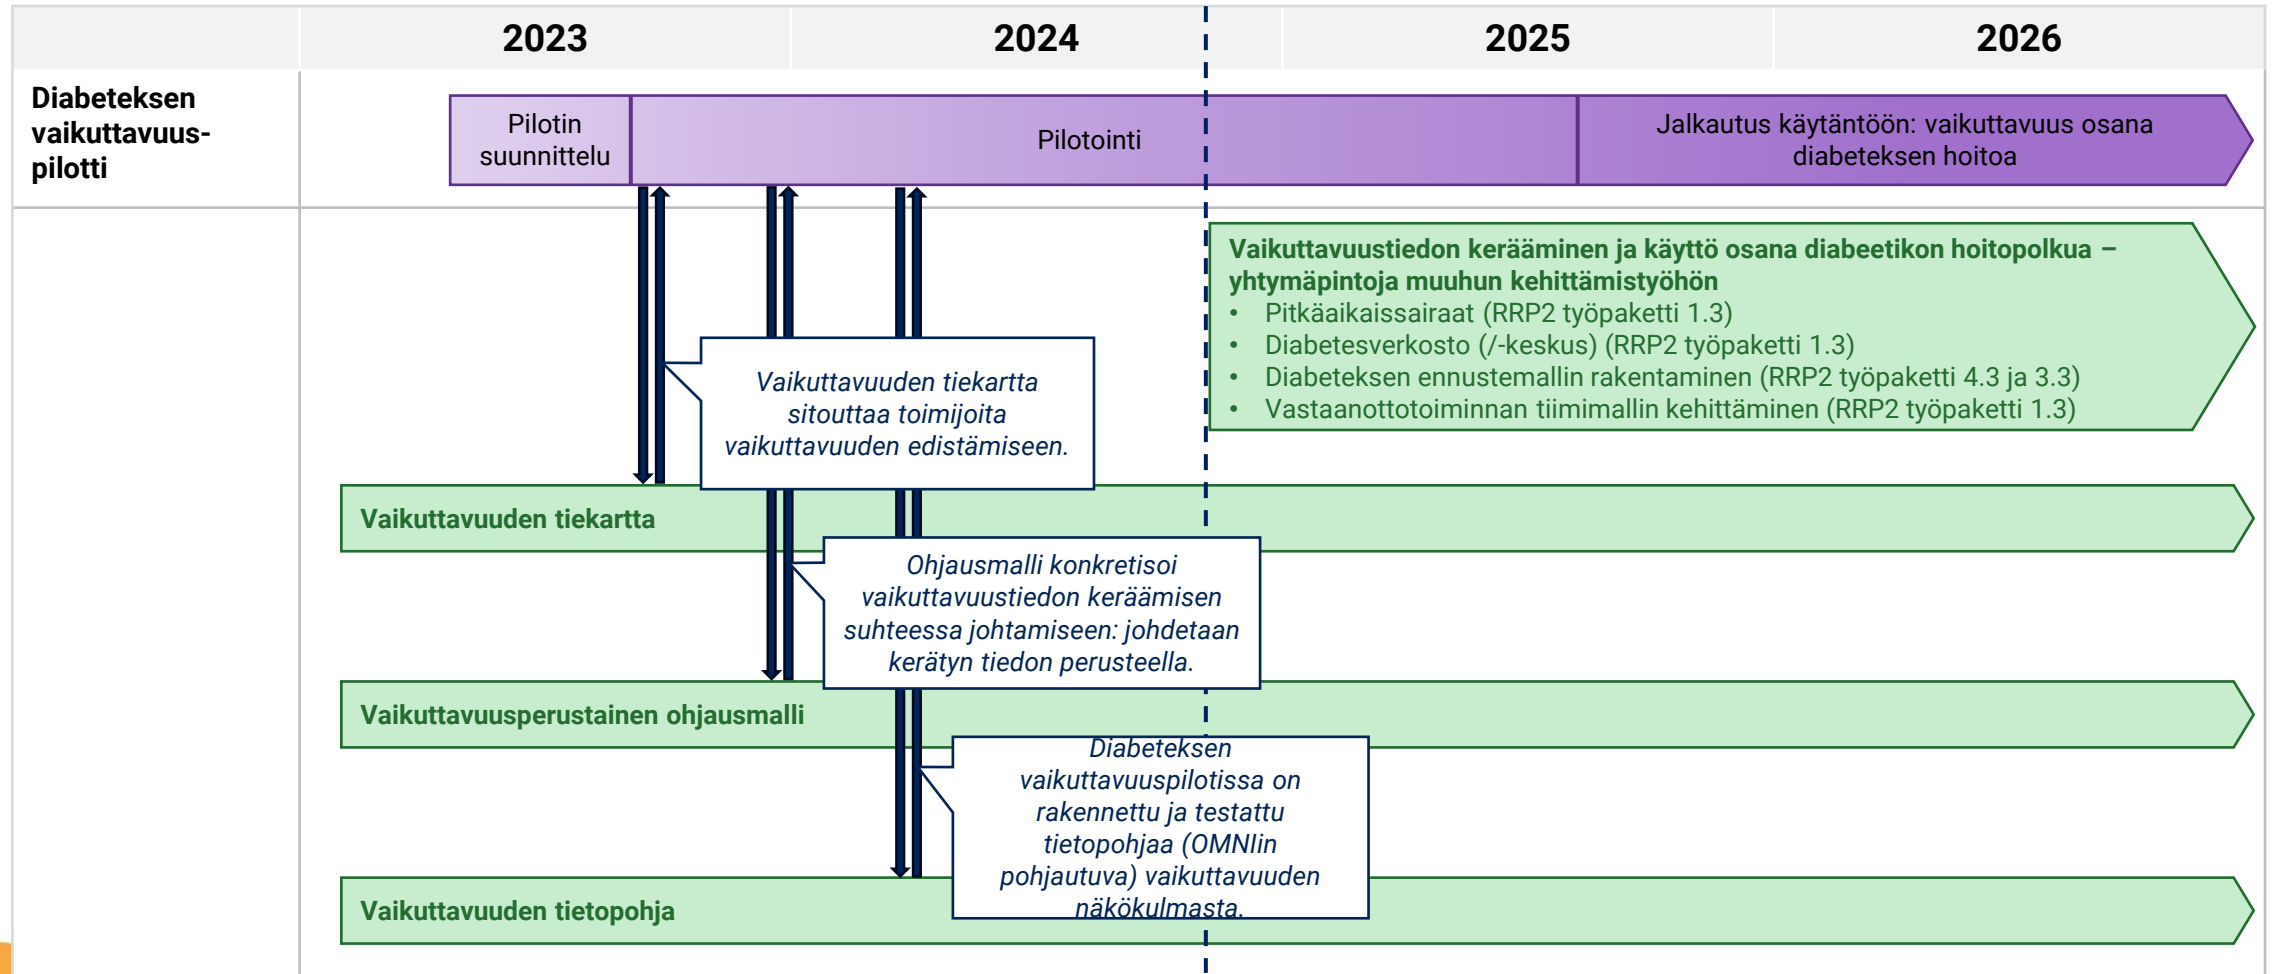 2023
2024
2025
2026
Diabeteksen
vaikuttavuus-
pilotti
Pilotin
suunnittelu
Pilotointi
Jalkautus käytäntöön: vaikuttavuus osana
diabeteksen hoitoa
Vaikuttavuustiedon kerääminen ja käyttö osana diabeetikon hoitopolkua –
yhtymäpintoja muuhun kehittämistyöhön
• Pitkäaikaissairaat (RRP2 työpaketti 1.3)
• Diabetesverkosto (/-keskus) (RRP2 työpaketti 1.3)
• Diabeteksen ennustemallin rakentaminen (RRP2 työpaketti 4.3 ja 3.3)
• Vastaanottotoiminnan tiimimallin kehittäminen (RRP2 työpaketti 1.3)
Vaikuttavuuden tiekartta
sitouttaa toimijoita
vaikuttavuuden edistämiseen.
Vaikuttavuuden tiekartta
Ohjausmalli konkretisoi
vaikuttavuustiedon keräämisen
suhteessa johtamiseen: johdetaan
kerätyn tiedon perusteella.
Vaikuttavuusperustainen ohjausmalli
Diabeteksen
vaikuttavuuspilotissa on
rakennettu ja testattu
tietopohjaa (OMNIin
pohjautuva) vaikuttavuuden
näkökulmasta.
Vaikuttavuuden tietopohja